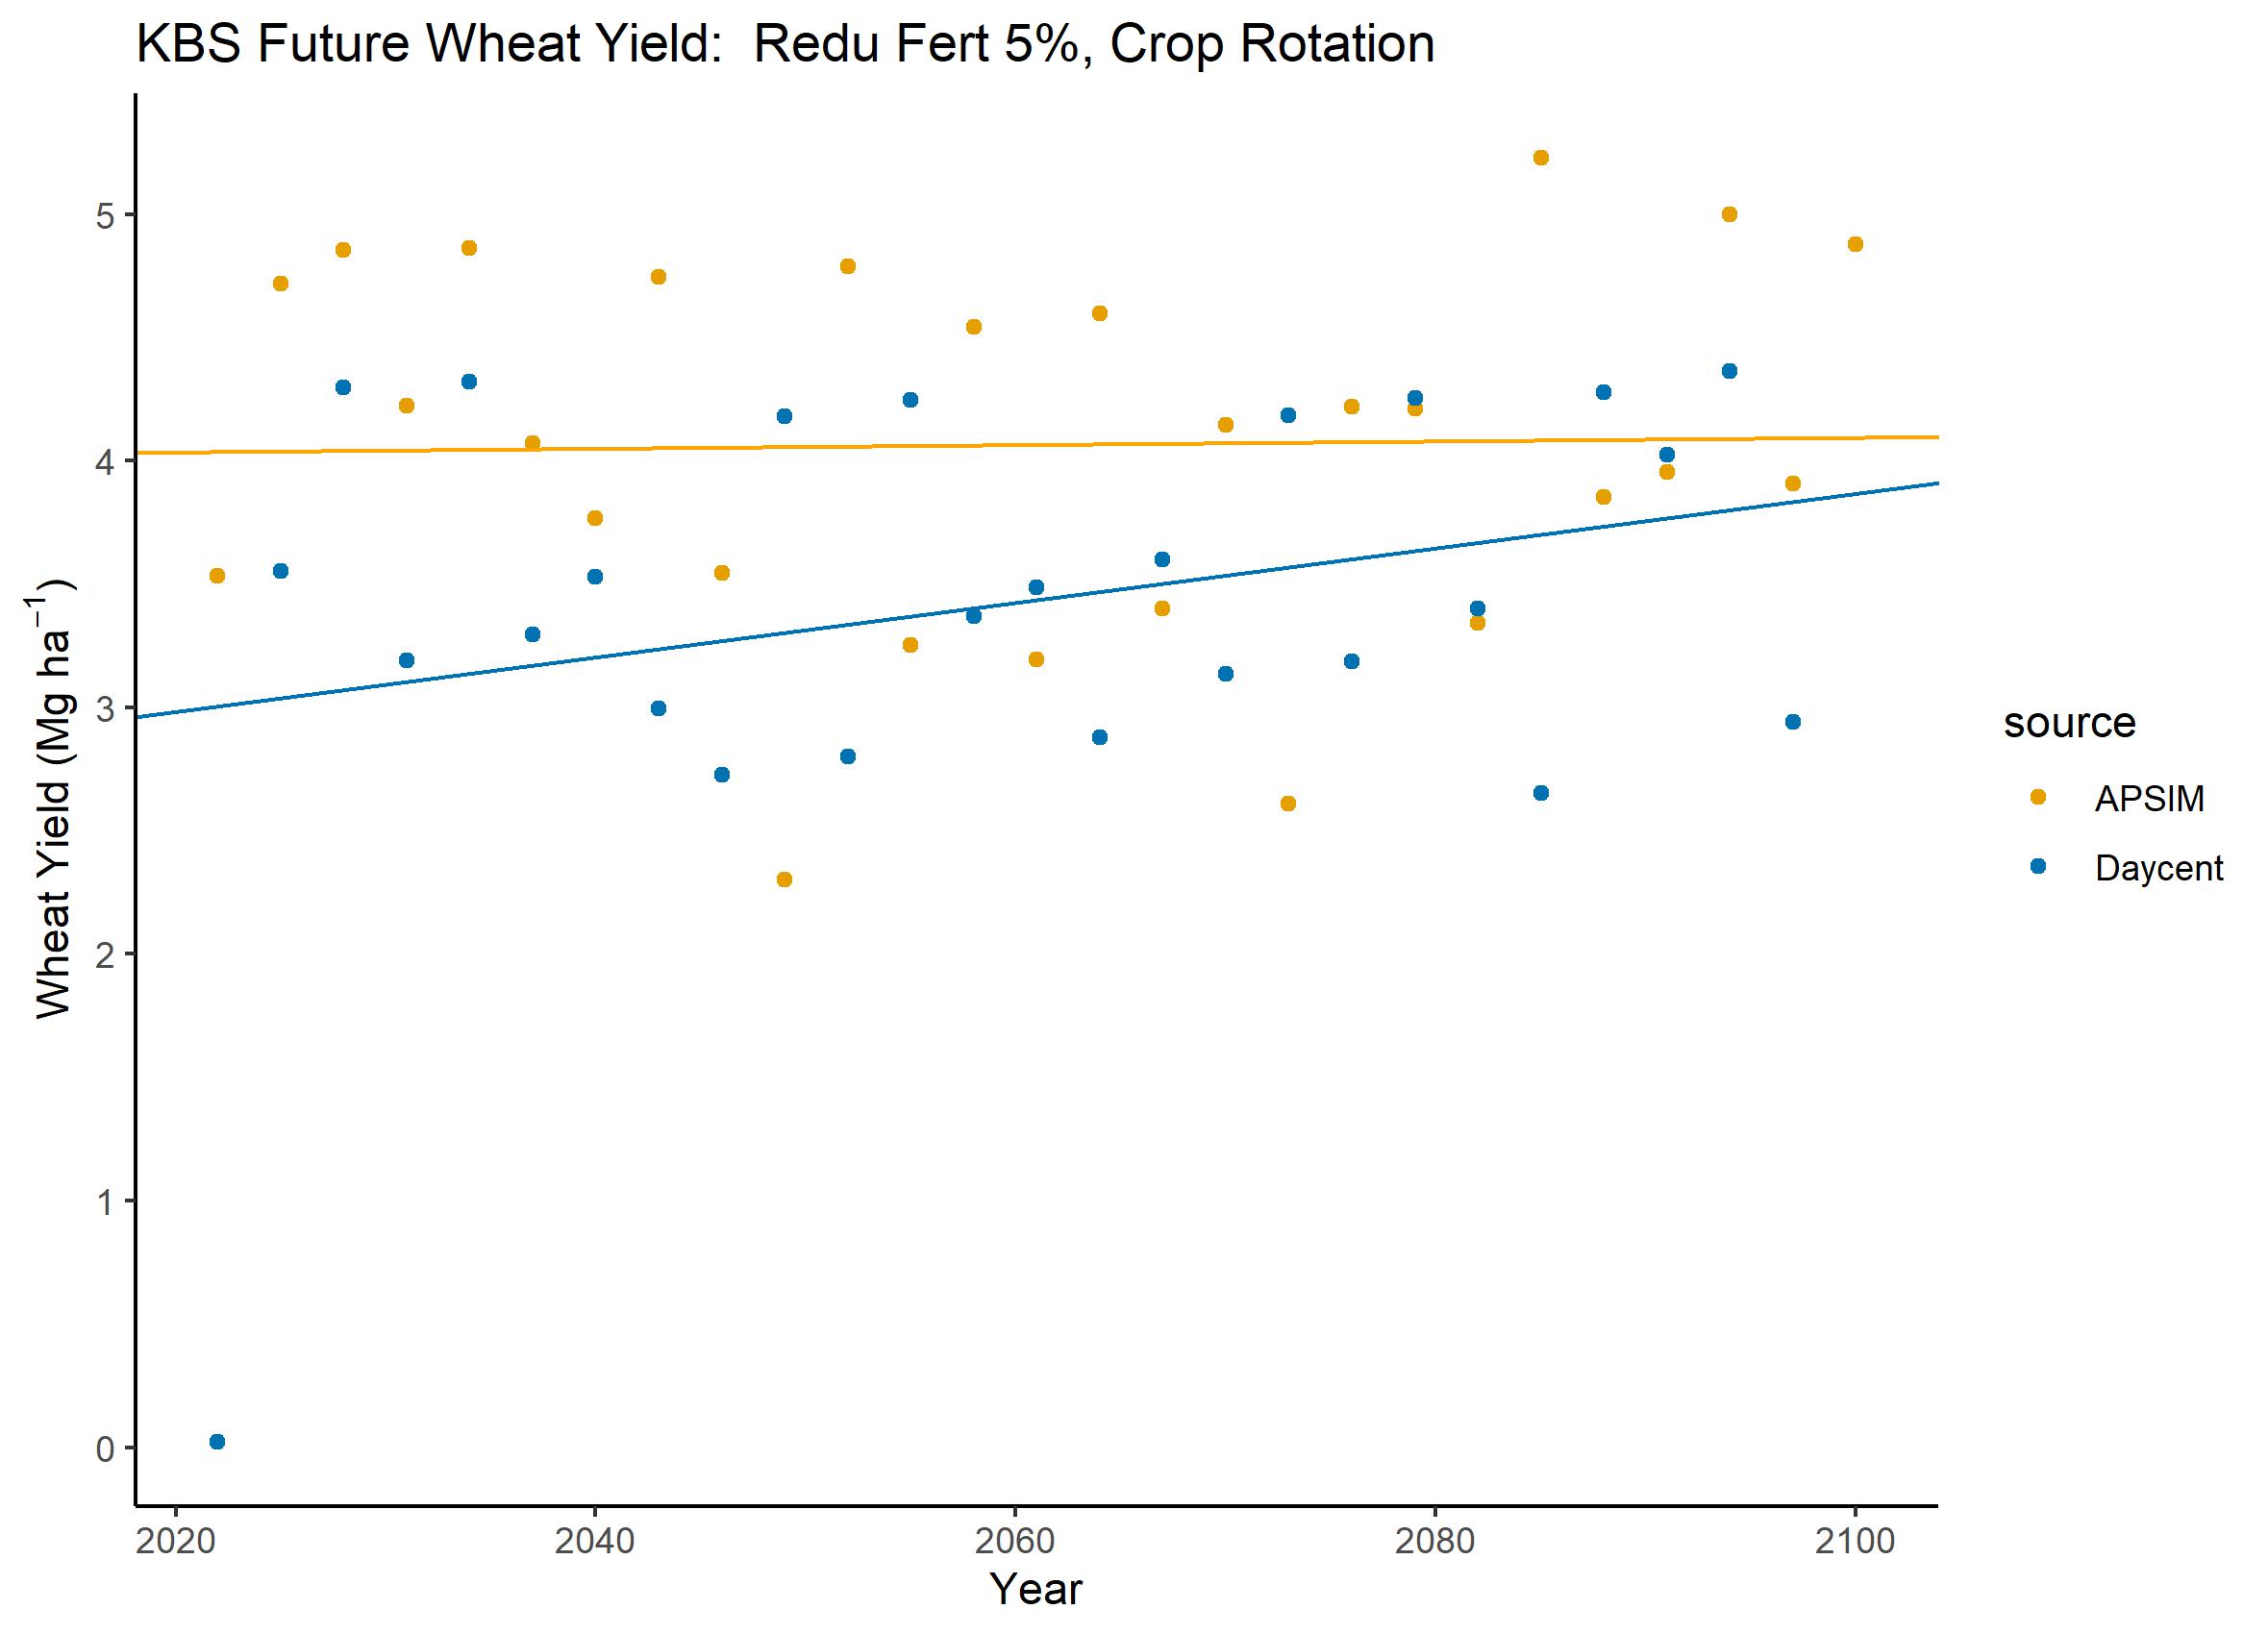 KBS Future Wheat Yield:  Redu Fert 5%, Crop Rotation
Wheat Yield (Mg ha⁻¹)
5
4
3
2
1
0
2020 2040 2060 2080 2100
Year
source
APSIM
Daycent